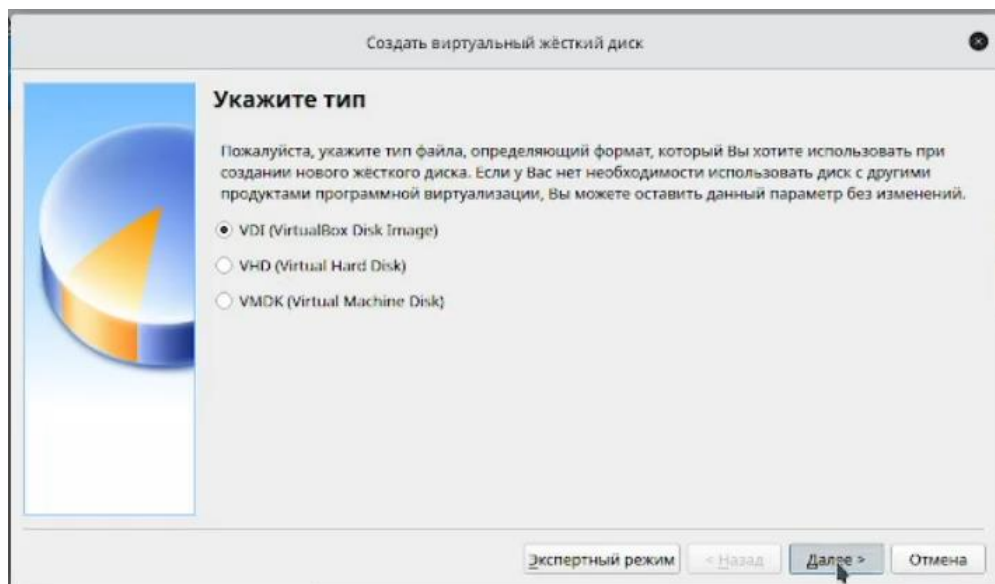 Создать виртуальный жёсткий диск
Укажите тип
Пожалуйста, укажите тип файла, определяющий формат, который Вы хотите использовать при
создании нового жёсткого диска. Если у Вас нет необходимости использовать диск с другими
продуктами программной виртуализации, Вы можете оставить данный параметр без изменений.
VDI (VirtualBox Disk Image)
VHD (Virtual Hard Disk)
VMDK (Virtual Machine Disk)
Экспертный режим < Назад Далее > Отмена